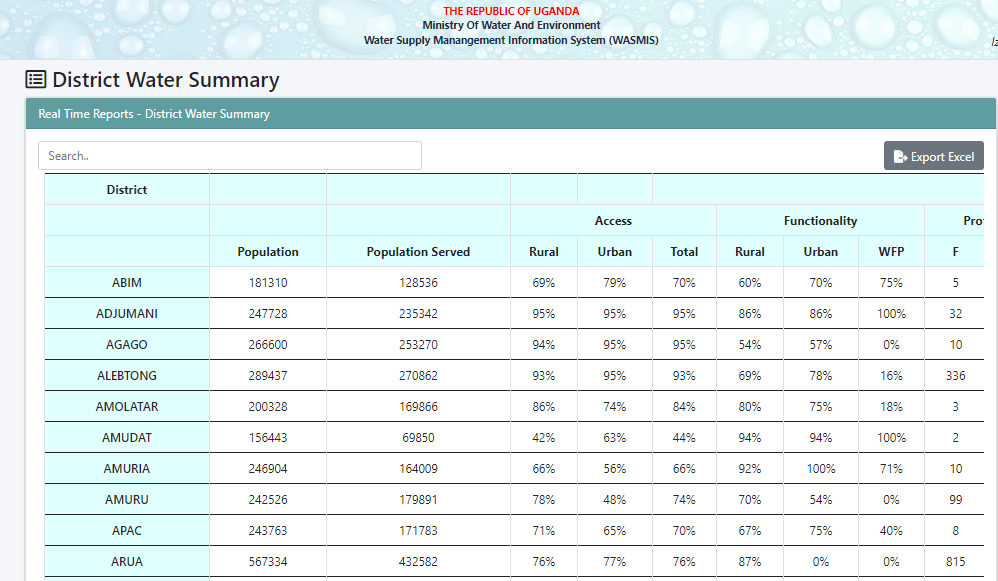 THE REPUBLIC OF UGANDA
Ministry Of Water And Environment
Water Supply Manangement Information System (WASMIS)
District Water Summary
Real Time Reports - District Water Summary
Search..
Export Excel
District
Access Functionality
Population Population Served Rural Urban Total Rural Urban WFP F
ABIM 181310 128536 69% 79% 70% 60% 70% 75% 5
ADJUMANI 247728 235342 95% 95% 95% 86% 86% 100% 32
AGAGO 266600 253270 94% 95% 95% 54% 57% 0% 10
ALEBTONG 289437 270862 93% 95% 93% 69% 78% 16% 336
AMOLATAR 200328 169866 86% 74% 84% 80% 75% 18% 3
AMUDAT 156443 69850 42% 63% 44% 94% 94% 100% 2
AMURIA 246904 164009 66% 56% 66% 92% 100% 71% 10
AMURU 242526 179891 78% 48% 74% 70% 54% 0% 99
APAC 243763 171783 71% 65% 70% 67% 75% 40% 8
ARUA 567334 432582 76% 77% 76% 87% 0% 0% 815